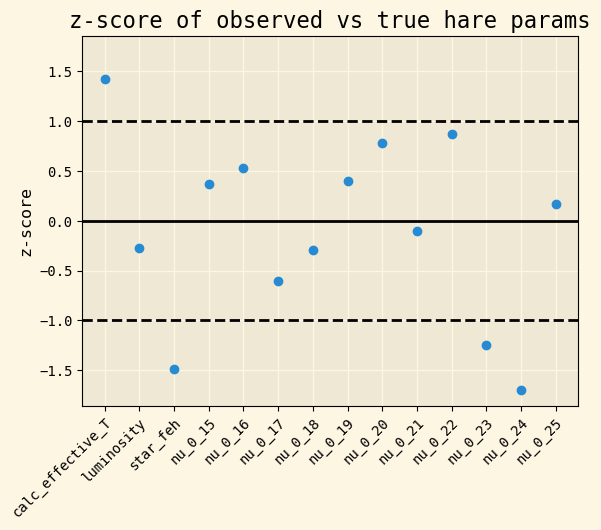 z-score of observed vs true hare params
z-score
1.5
1.0
0.5
0.0
−0.5
−1.0
−1.5
calc_effective_T
luminosity
star_feh
nu_0_15
nu_0_16
nu_0_17
nu_0_18
nu_0_19
nu_0_20
nu_0_21
nu_0_22
nu_0_23
nu_0_24
nu_0_25